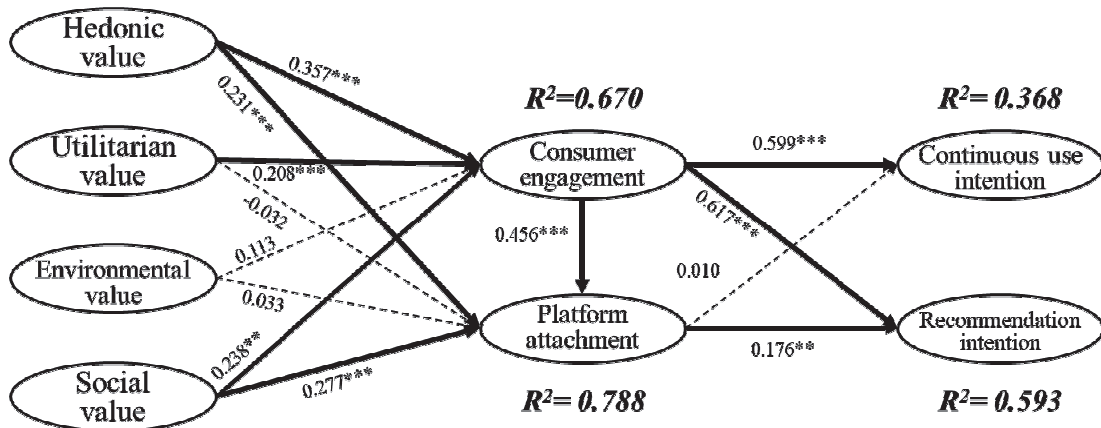 Hedonic
value
Utilitarian
value
Environmental
value
Social
value
0.357***
0.231***
0.208***
-0.032
0.113
0.033
0.238**
0.277***
R²=0.670
Consumer
engagement
0.456***
Platform
attachment
R²= 0.788
0.599***
0.617***
0.010
0.176**
R²= 0.368
Continuous use
intention
Recommendation
intention
R²= 0.593